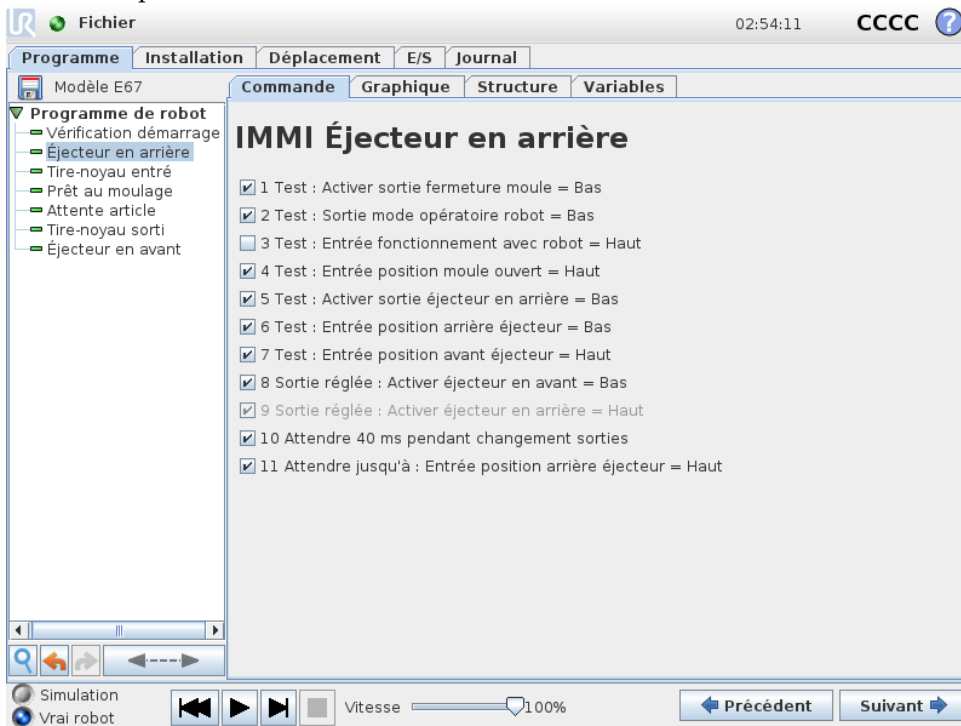 UR Fichier 02:54:11 CCCC ?
Programme Installation Déplacement E/S Journal
Modèle E67 Commande Graphique Structure Variables
Programme de robot
Vérification démarrage
Éjecteur en arrière
Tire-noyau entré
Prêt au moulage
Attente article
Tire-noyau sorti
Éjecteur en avant
IMMI Éjecteur en arrière
1 Test : Activer sortie fermeture moule = Bas
2 Test : Sortie mode opératoire robot = Bas
3 Test : Entrée fonctionnement avec robot = Haut
4 Test : Entrée position moule ouvert = Haut
5 Test : Activer sortie éjecteur en arrière = Bas
6 Test : Entrée position arrière éjecteur = Bas
7 Test : Entrée position avant éjecteur = Haut
8 Sortie réglée : Activer éjecteur en avant = Bas
9 Sortie réglée : Activer éjecteur en arrière = Haut
10 Attendre 40 ms pendant changement sorties
11 Attendre jusqu'à : Entrée position arrière éjecteur = Haut
Simulation
Vrai robot
Vitesse 100%
Précédent Suivant